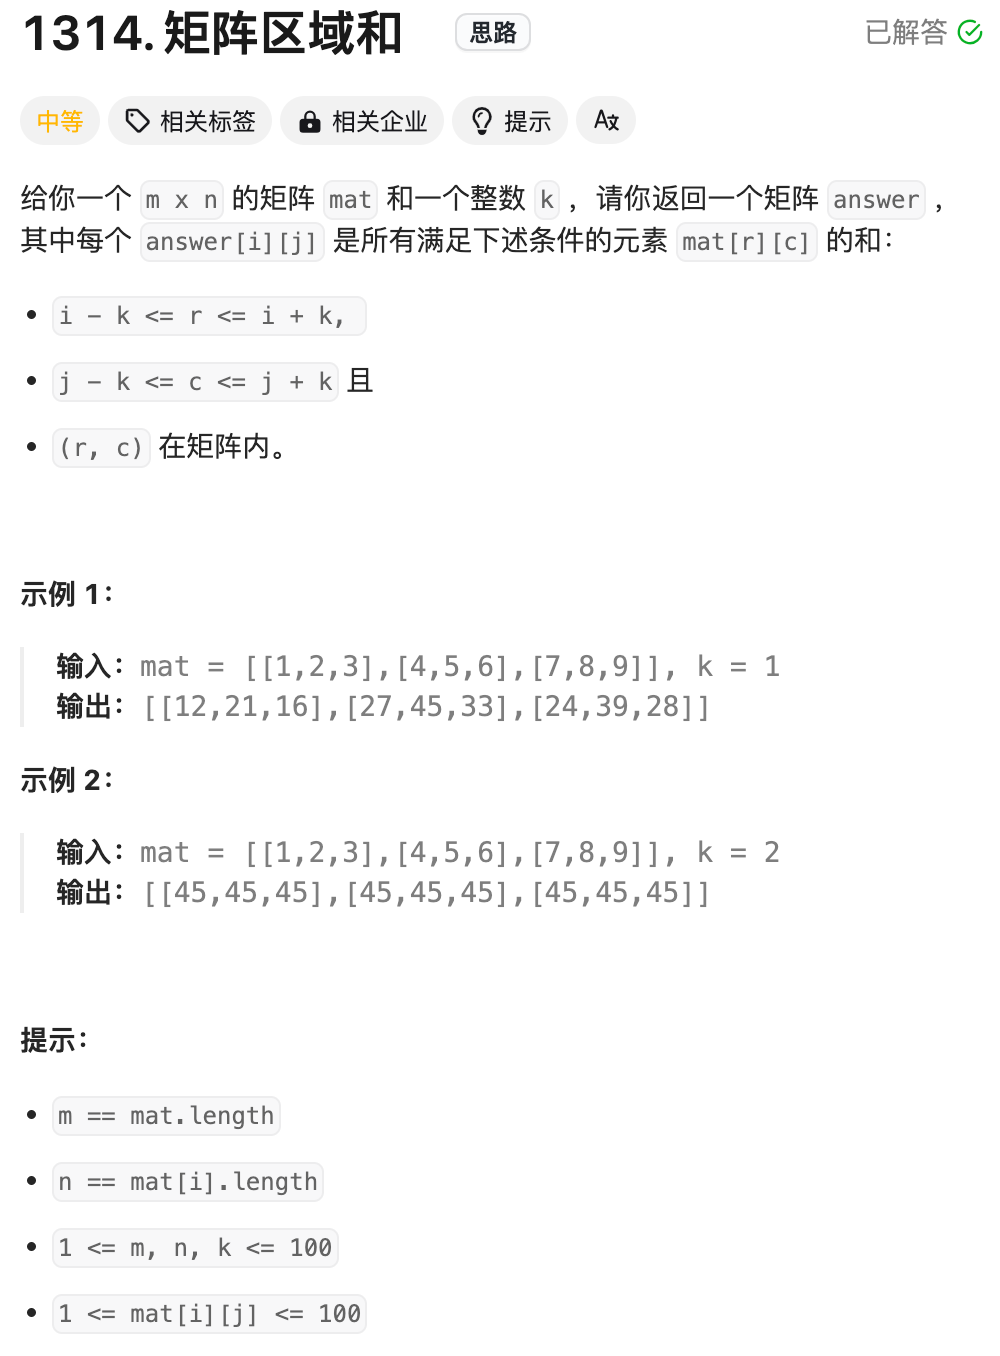 1314. 矩阵区域和 思路 已解答
中等 相关标签 相关企业 提示 Aあ
给你一个 m x n 的矩阵 mat 和一个整数 k ，请你返回一个矩阵 answer ，
其中每个 answer[i][j] 是所有满足下述条件的元素 mat[r][c] 的和：
• i - k <= r <= i + k,
• j - k <= c <= j + k 且
• (r, c) 在矩阵内。
示例 1：
输入：mat = [[1,2,3],[4,5,6],[7,8,9]], k = 1
输出：[[12,21,16],[27,45,33],[24,39,28]]
示例 2：
输入：mat = [[1,2,3],[4,5,6],[7,8,9]], k = 2
输出：[[45,45,45],[45,45,45],[45,45,45]]
提示：
• m == mat.length
• n == mat[i].length
• 1 <= m, n, k <= 100
• 1 <= mat[i][j] <= 100